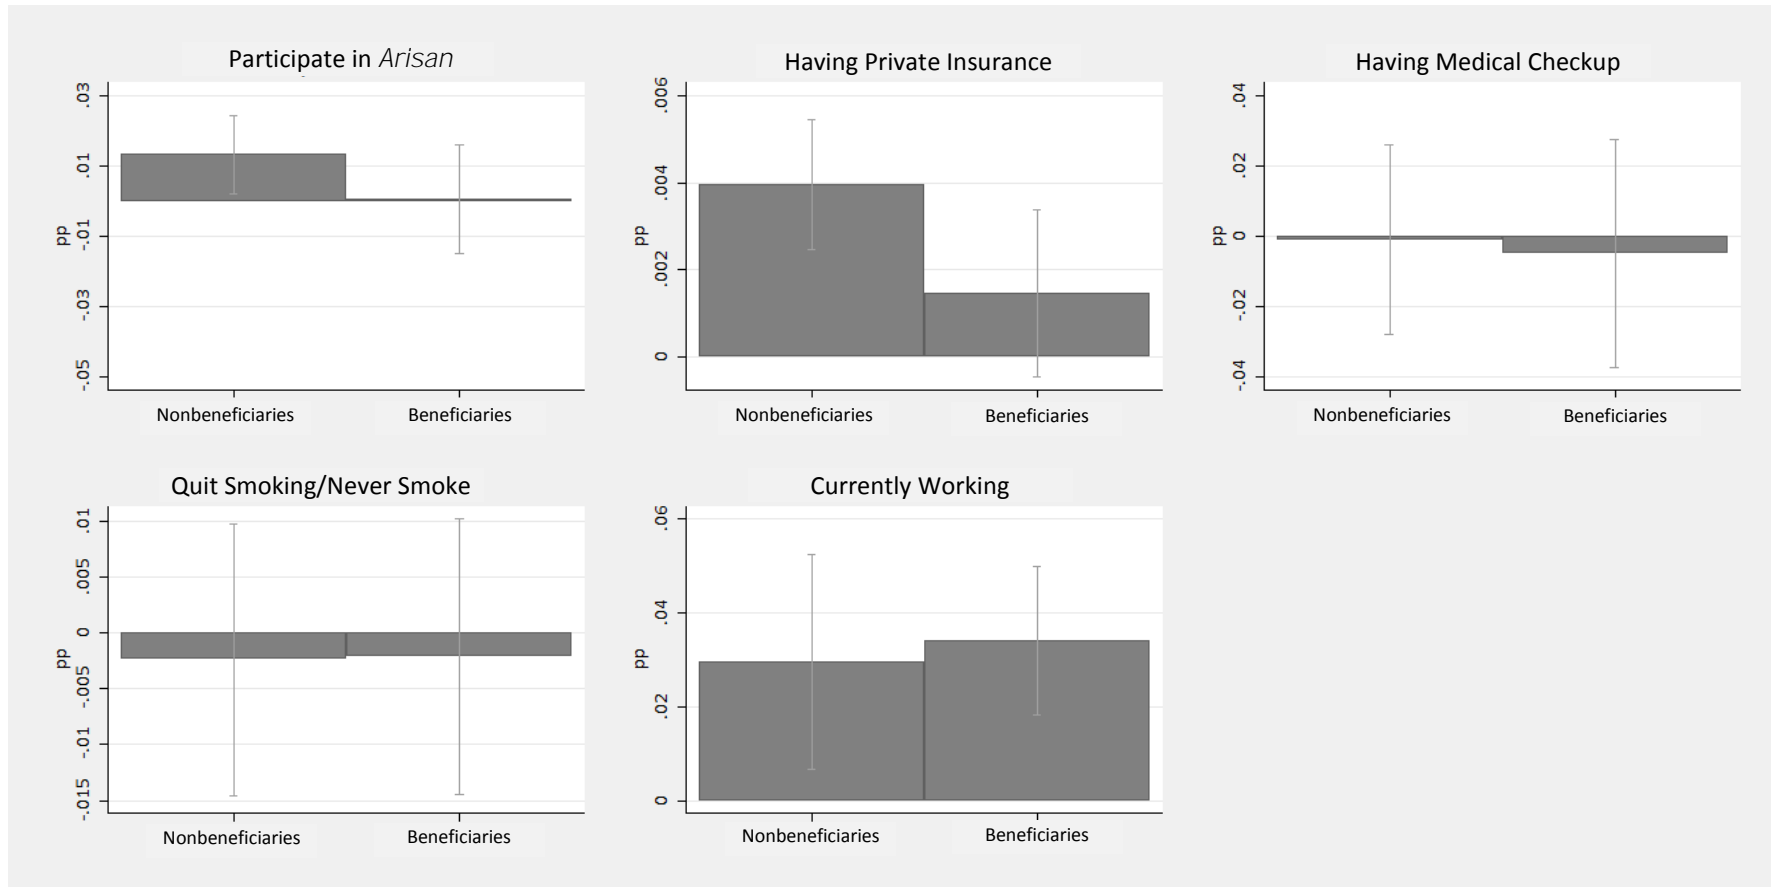 Participate in Arisan
.03
.01
-.01
-.03
-.05
pp
Nonbeneficiaries
Beneficiaries
Having Private Insurance
.006
.004
.002
0
pp
Nonbeneficiaries
Beneficiaries
Having Medical Checkup
.04
.02
0
-.02
-.04
pp
Nonbeneficiaries
Beneficiaries
Quit Smoking/Never Smoke
.01
.005
0
-.005
-.01
-.015
pp
Nonbeneficiaries
Beneficiaries
Currently Working
.06
.04
.02
0
pp
Nonbeneficiaries
Beneficiaries